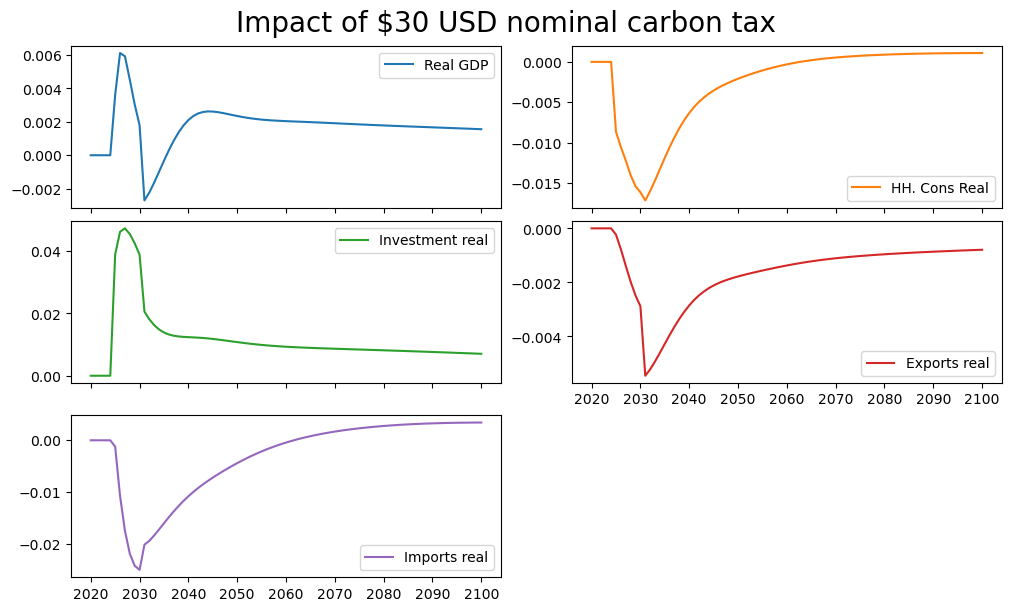 Impact of $30 USD nominal carbon tax
0.006
0.004
0.002
0.000
−0.002
Real GDP
0.000
−0.005
−0.010
−0.015
HH. Cons Real
0.04
0.02
0.00
Investment real
0.000
−0.002
−0.004
Exports real
2020 2030 2040 2050 2060 2070 2080 2090 2100
0.00
−0.01
−0.02
Imports real
2020 2030 2040 2050 2060 2070 2080 2090 2100